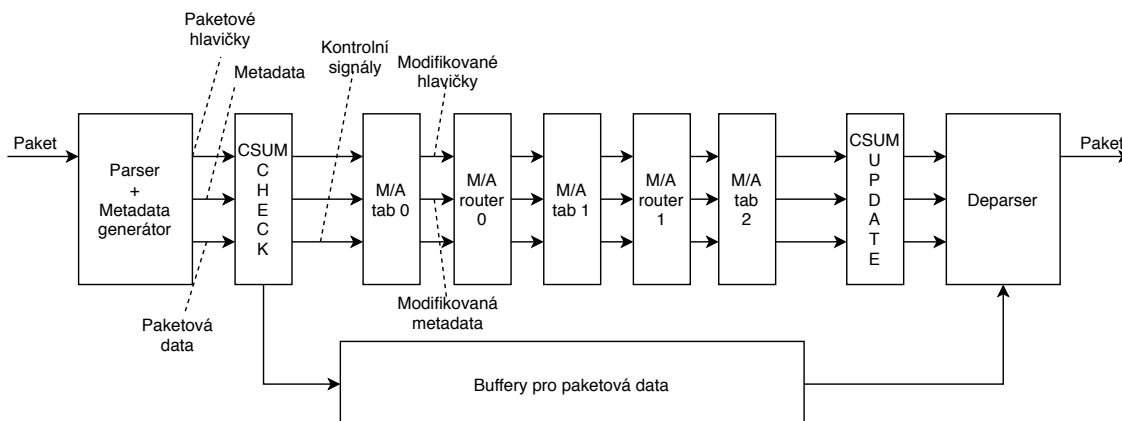 Paketové
hlavičky
Metadata
Kontrolní
signály
Modifikované
hlavičky
Paket
Parser
+
Metadata
generátor
CSUM
C
H
E
C
K
M/A
tab 0
M/A
router
0
M/A
tab 1
M/A
router
1
M/A
tab
2
CSUM
U
P
D
A
T
E
Deparser
Paket
Paketová
data
Modifikovaná
metadata
Buffery pro paketová data